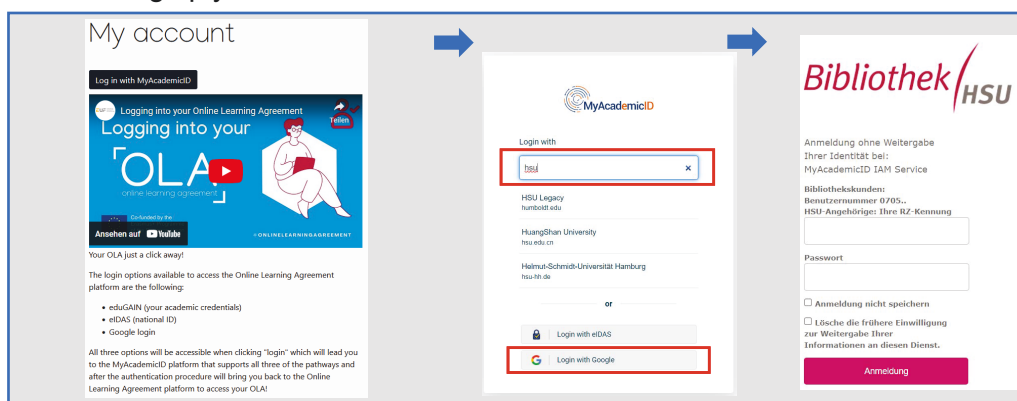 My account
Log in with MyAcademicID
Logging into your Online Learning Agreement
Teilen
Logging into your
OLA
online learning agreement
Co-funded by the
Ansehen auf YouTube
#ONLINELEARNINGAGREEMENT
Your OLA just a click away!
The login options available to access the Online Learning Agreement
platform are the following:
• eduGAIN (your academic credentials)
• eIDAS (national ID)
• Google login
All three options will be accessible when clicking "login" which will lead you
to the MyAcademicID platform that supports all three of the pathways and
after the authentication procedure will bring you back to the Online
Learning Agreement platform to access your OLA!
MyAcademicID
Login with
hsu
HSU Legacy
humboldt.edu
HuangShan University
hsu.edu.cn
Helmut-Schmidt-Universität Hamburg
hsu-hh.de
or
Login with eIDAS
Login with Google
Bibliothek
HSU
Anmeldung ohne Weitergabe
Ihrer Identität bei:
MyAcademicID IAM Service
Bibliothekskunden:
Benutzernummer 0705..
HSU-Angehörige: Ihre RZ-Kennung
Passwort
Anmeldung nicht speichern
Lösche die frühere Einwilligung
zur Weitergabe Ihrer
Informationen an diesen Dienst.
Anmeldung